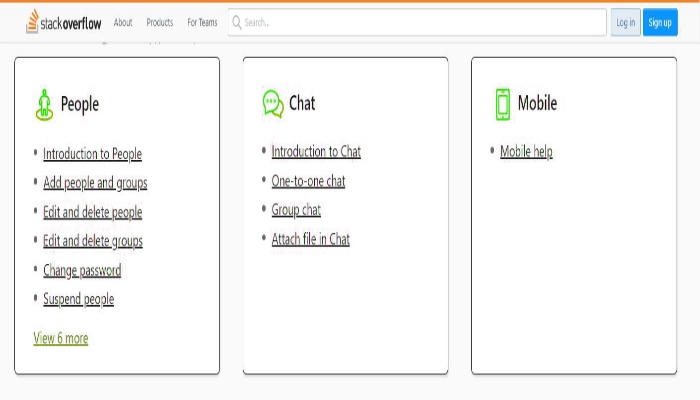 stackoverflow About Products For Teams Search... Log in Sign up
People
Introduction to People
Add people and groups
Edit and delete people
Edit and delete groups
Change password
Suspend people
View 6 more
Chat
Introduction to Chat
One-to-one chat
Group chat
Attach file in Chat
Mobile
Mobile help